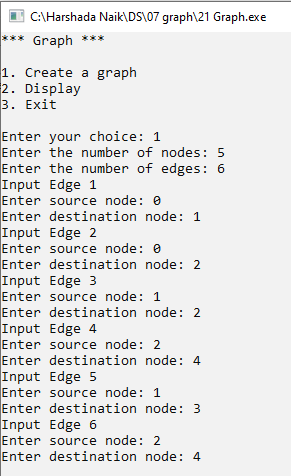 C:\Harshada Naik\DS\07 graph\21 Graph.exe
*** Graph ***
1. Create a graph
2. Display
3. Exit
Enter your choice: 1
Enter the number of nodes: 5
Enter the number of edges: 6
Input Edge 1
Enter source node: 0
Enter destination node: 1
Input Edge 2
Enter source node: 0
Enter destination node: 2
Input Edge 3
Enter source node: 1
Enter destination node: 2
Input Edge 4
Enter source node: 2
Enter destination node: 4
Input Edge 5
Enter source node: 1
Enter destination node: 3
Input Edge 6
Enter source node: 2
Enter destination node: 4